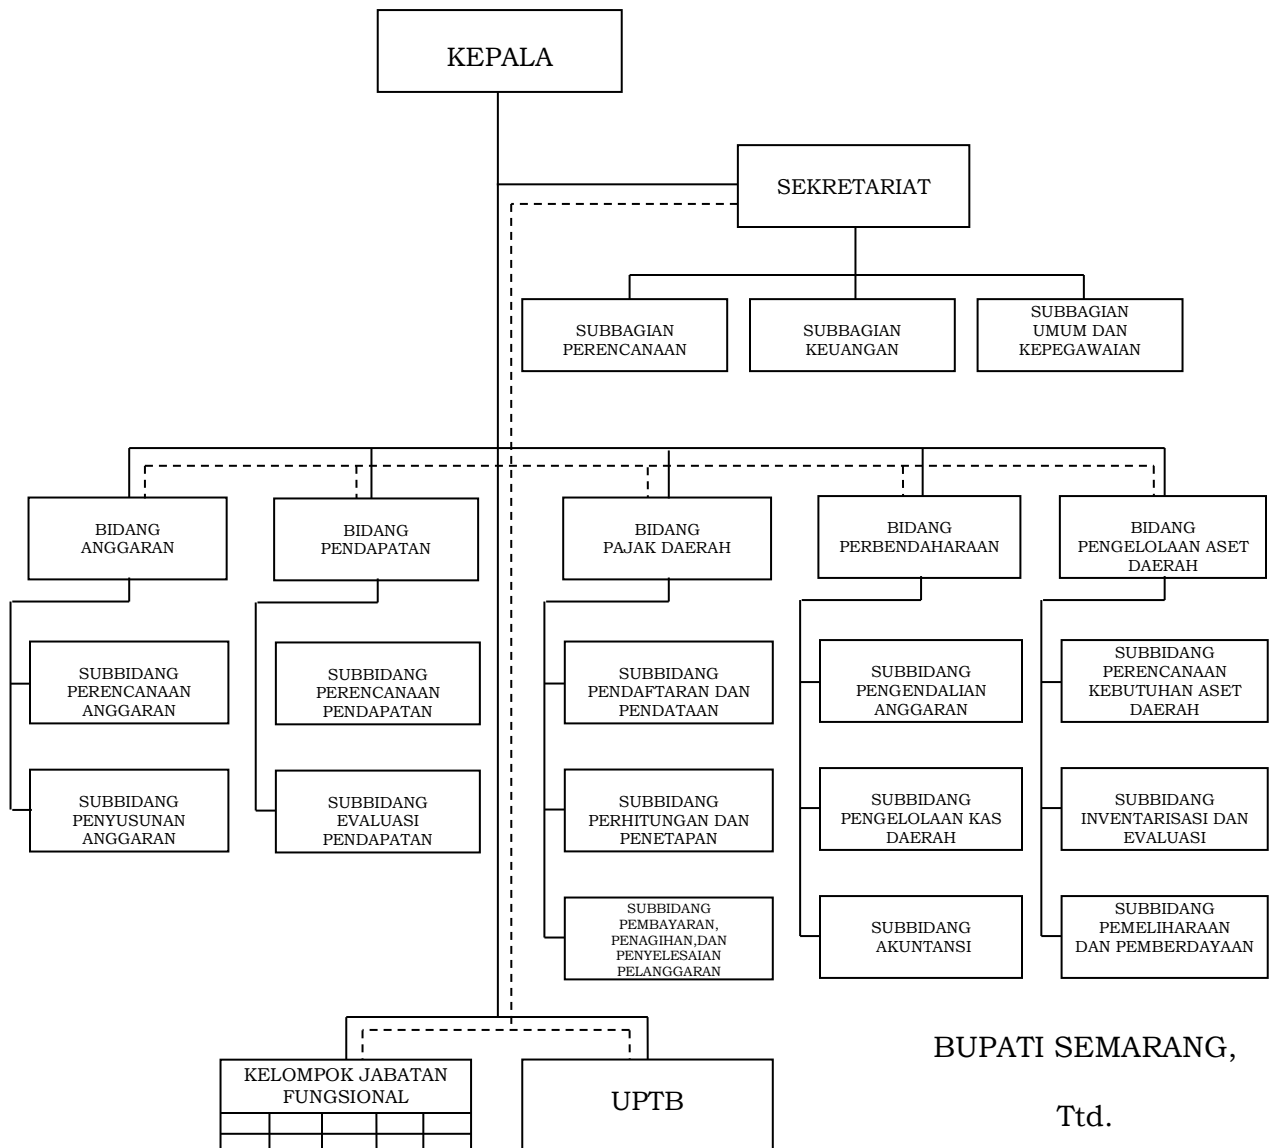 KEPALA
SEKRETARIAT
SUBBAGIAN
PERENCANAAN
SUBBAGIAN
KEUANGAN
SUBBAGIAN
UMUM DAN
KEPEGAWAIAN
BIDANG
ANGGARAN
BIDANG
PENDAPATAN
BIDANG
PAJAK DAERAH
BIDANG
PERBENDAHARAAN
BIDANG
PENGELOLAAN ASET
DAERAH
SUBBIDANG
PERENCANAAN
ANGGARAN
SUBBIDANG
PERENCANAAN
PENDAPATAN
SUBBIDANG
PENDAFTARAN DAN
PENDATAAN
SUBBIDANG
PENGENDALIAN
ANGGARAN
SUBBIDANG
PERENCANAAN
KEBUTUHAN ASET
DAERAH
SUBBIDANG
PENYUSUNAN
ANGGARAN
SUBBIDANG
EVALUASI
PENDAPATAN
SUBBIDANG
PERHITUNGAN DAN
PENETAPAN
SUBBIDANG
PENGELOLAAN KAS
DAERAH
SUBBIDANG
INVENTARISASI DAN
EVALUASI
SUBBIDANG
PEMBAYARAN,
PENAGIHAN,DAN
PENYELESAIAN
PELANGGARAN
SUBBIDANG
AKUNTANSI
SUBBIDANG
PEMELIHARAAN
DAN PEMBERDAYAAN
KELOMPOK JABATAN
FUNGSIONAL
UPTB
BUPATI SEMARANG,
Ttd.